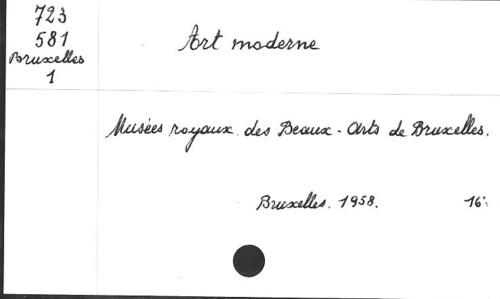 723
581
Bruxelles
1
Art moderne
Musées royaux des Beaux-Arts de Bruxelles.
Bruxelles. 1958. 16°.